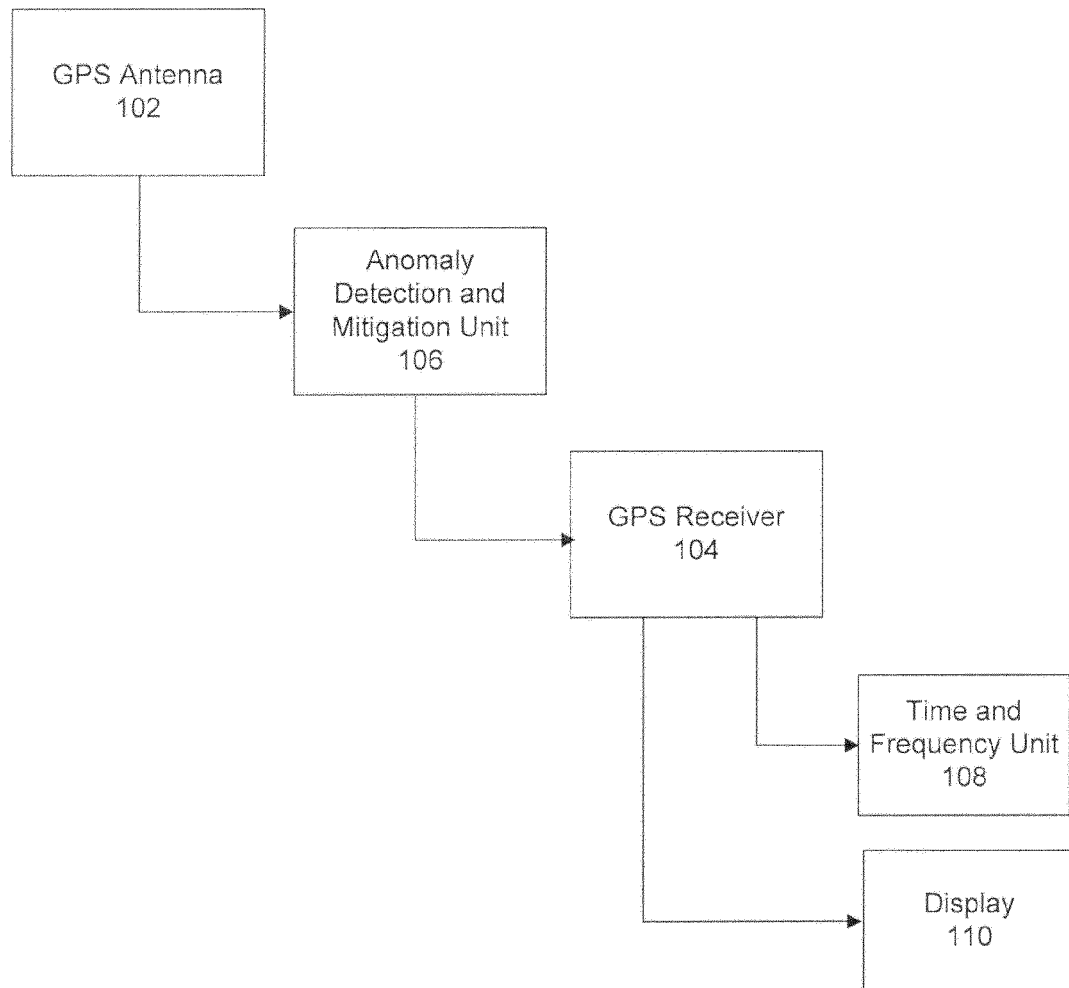 GPS Antenna
102
Anomaly
Detection and
Mitigation Unit
106
GPS Receiver
104
Time and
Frequency Unit
108
Display
110